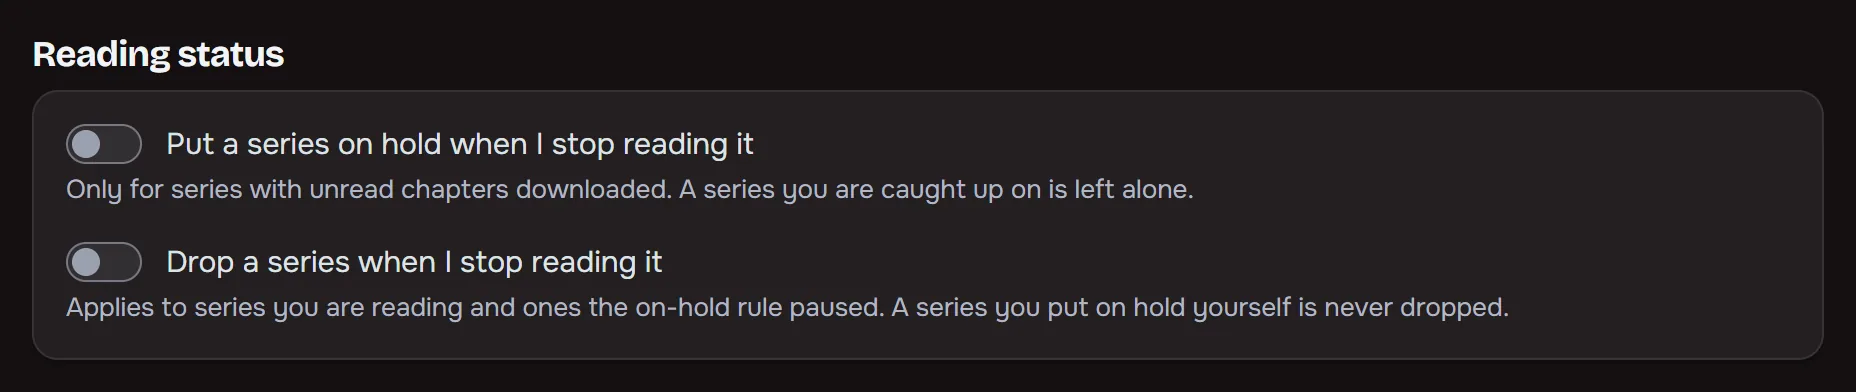 Reading status
Put a series on hold when I stop reading it
Only for series with unread chapters downloaded. A series you are caught up on is left alone.
Drop a series when I stop reading it
Applies to series you are reading and ones the on-hold rule paused. A series you put on hold yourself is never dropped.